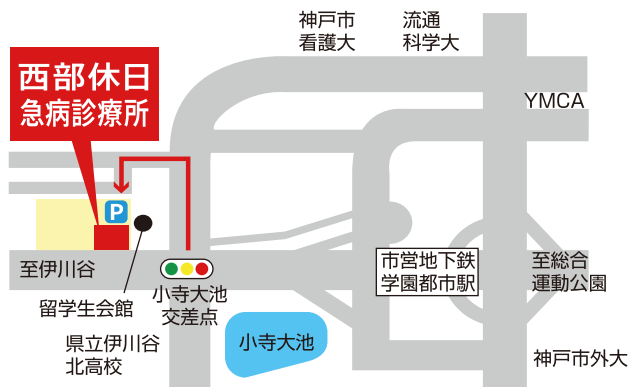 神戸市
看護大
流通
科学大
西部休日
急病診療所
YMCA
P
至伊川谷
市営地下鉄
学園都市駅
至総合
運動公園
留学生会館
小寺大池
交差点
県立伊川谷
北高校
小寺大池
神戸市外大